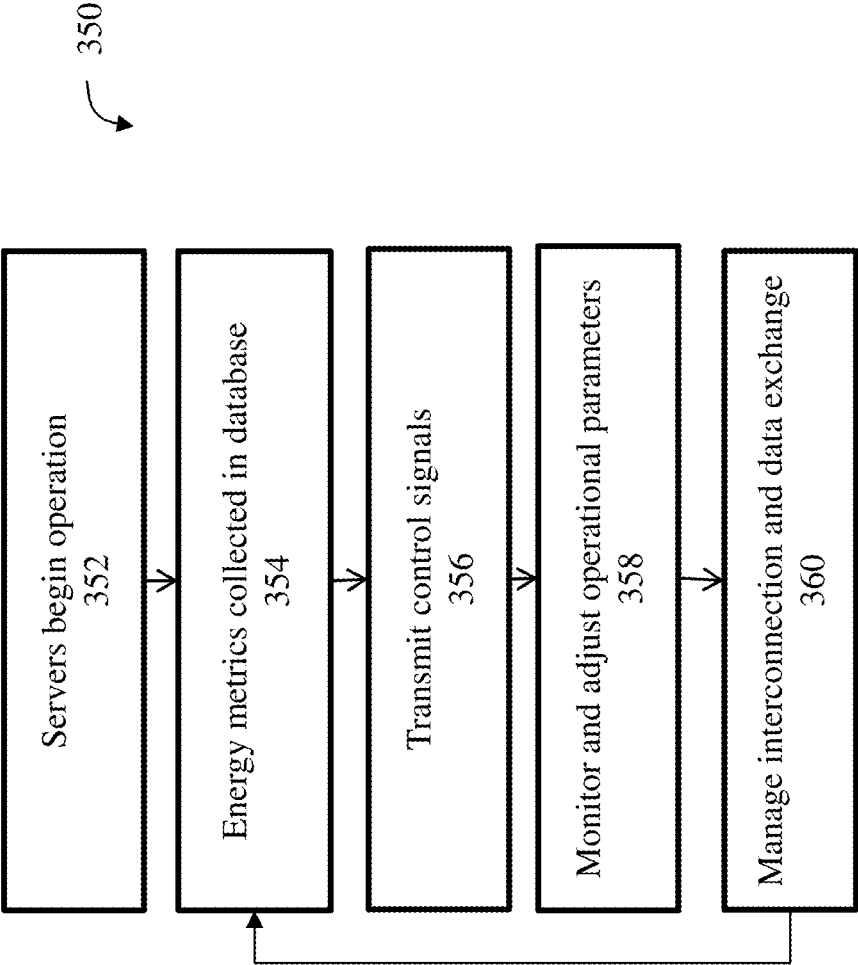 350
Servers begin operation
352
Energy metrics collected in database
354
Transmit control signals
356
Monitor and adjust operational parameters
358
Manage interconnection and data exchange
360